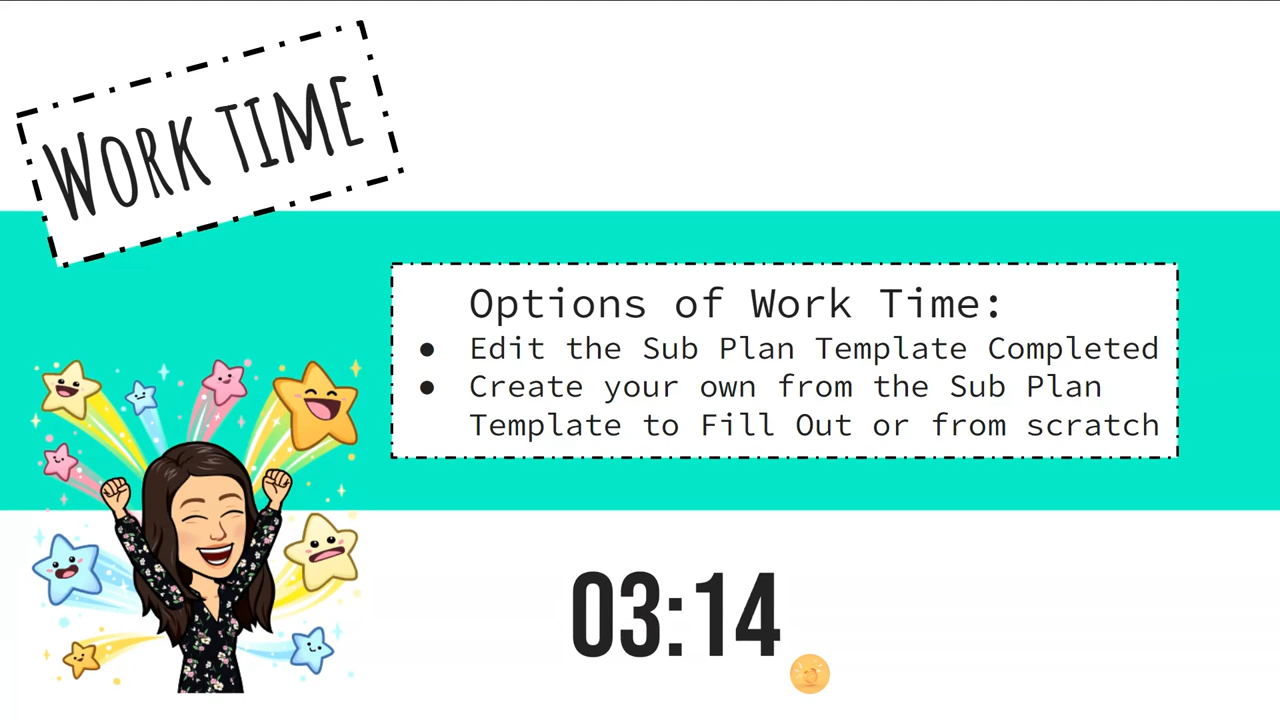 WORK TIME
Options of Work Time:
● Edit the Sub Plan Template Completed
● Create your own from the Sub Plan
Template to Fill Out or from scratch
03:14